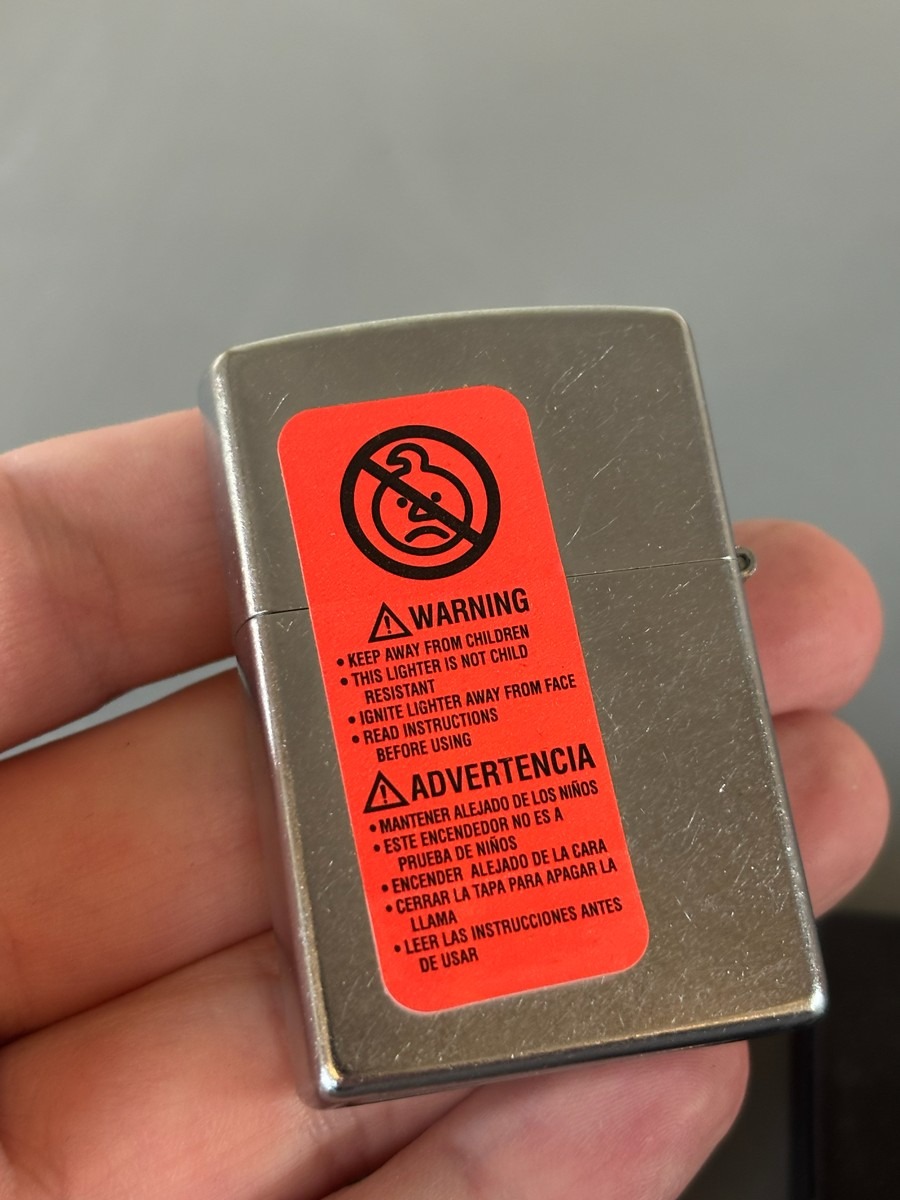 WARNING
• KEEP AWAY FROM CHILDREN
• THIS LIGHTER IS NOT CHILD
RESISTANT
• IGNITE LIGHTER AWAY FROM FACE
• READ INSTRUCTIONS
BEFORE USING
ADVERTENCIA
• MANTENER ALEJADO DE LOS NIÑOS
• ESTE ENCENDEDOR NO ES A
PRUEBA DE NIÑOS
• ENCENDER ALEJADO DE LA CARA
• CERRAR LA TAPA PARA APAGAR LA
LLAMA
• LEER LAS INSTRUCCIONES ANTES
DE USAR